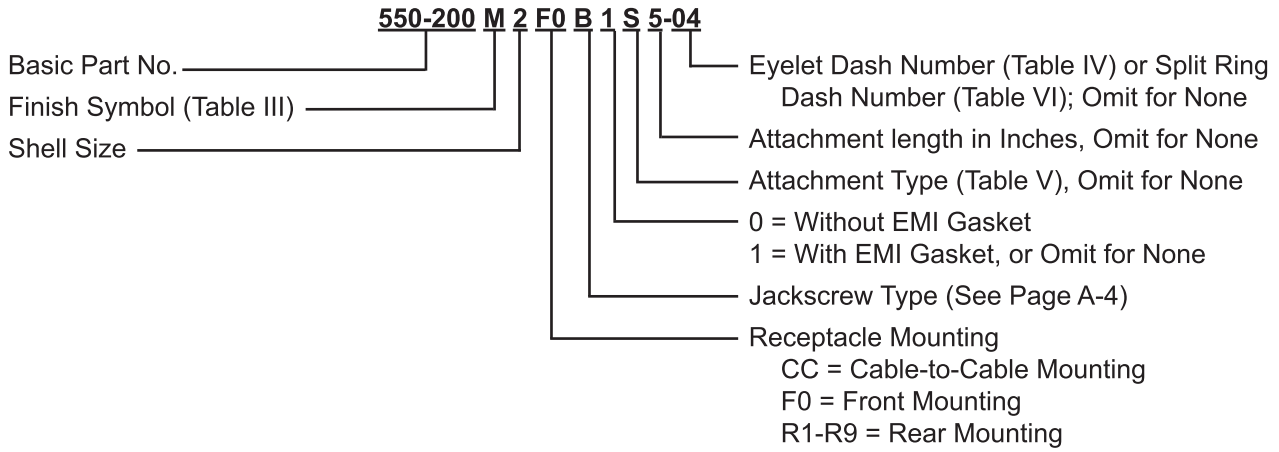 550-200 M 2 F0 B 1 S 5-04
Basic Part No.
Finish Symbol (Table III)
Shell Size
Eyelet Dash Number (Table IV) or Split Ring
Dash Number (Table VI); Omit for None
Attachment length in Inches, Omit for None
Attachment Type (Table V), Omit for None
0 = Without EMI Gasket
1 = With EMI Gasket, or Omit for None
Jackscrew Type (See Page A-4)
Receptacle Mounting
CC = Cable-to-Cable Mounting
F0 = Front Mounting
R1-R9 = Rear Mounting